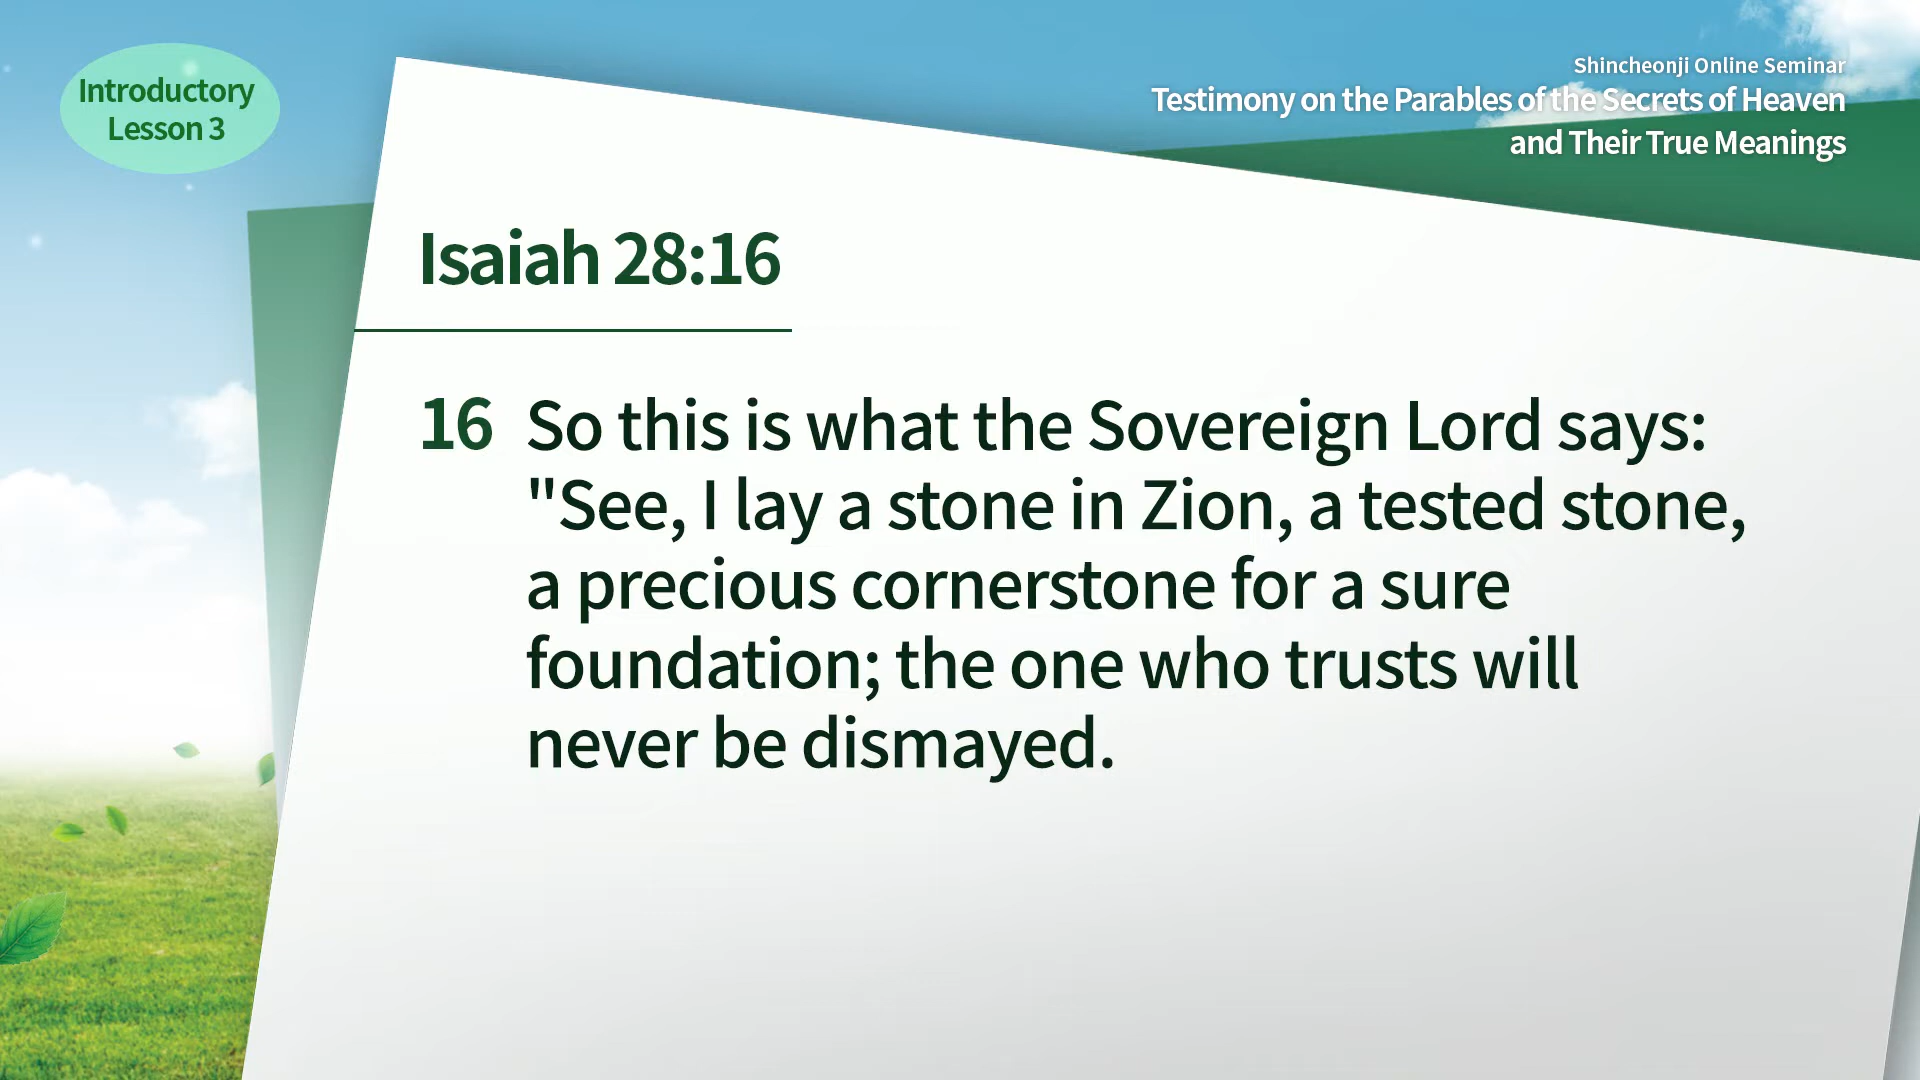 Introductory
Lesson 3
Shincheonji Online Seminar
Testimony on the Parables of the Secrets of Heaven
and Their True Meanings
Isaiah 28:16
16 So this is what the Sovereign Lord says:
"See, I lay a stone in Zion, a tested stone,
a precious cornerstone for a sure
foundation; the one who trusts will
never be dismayed.